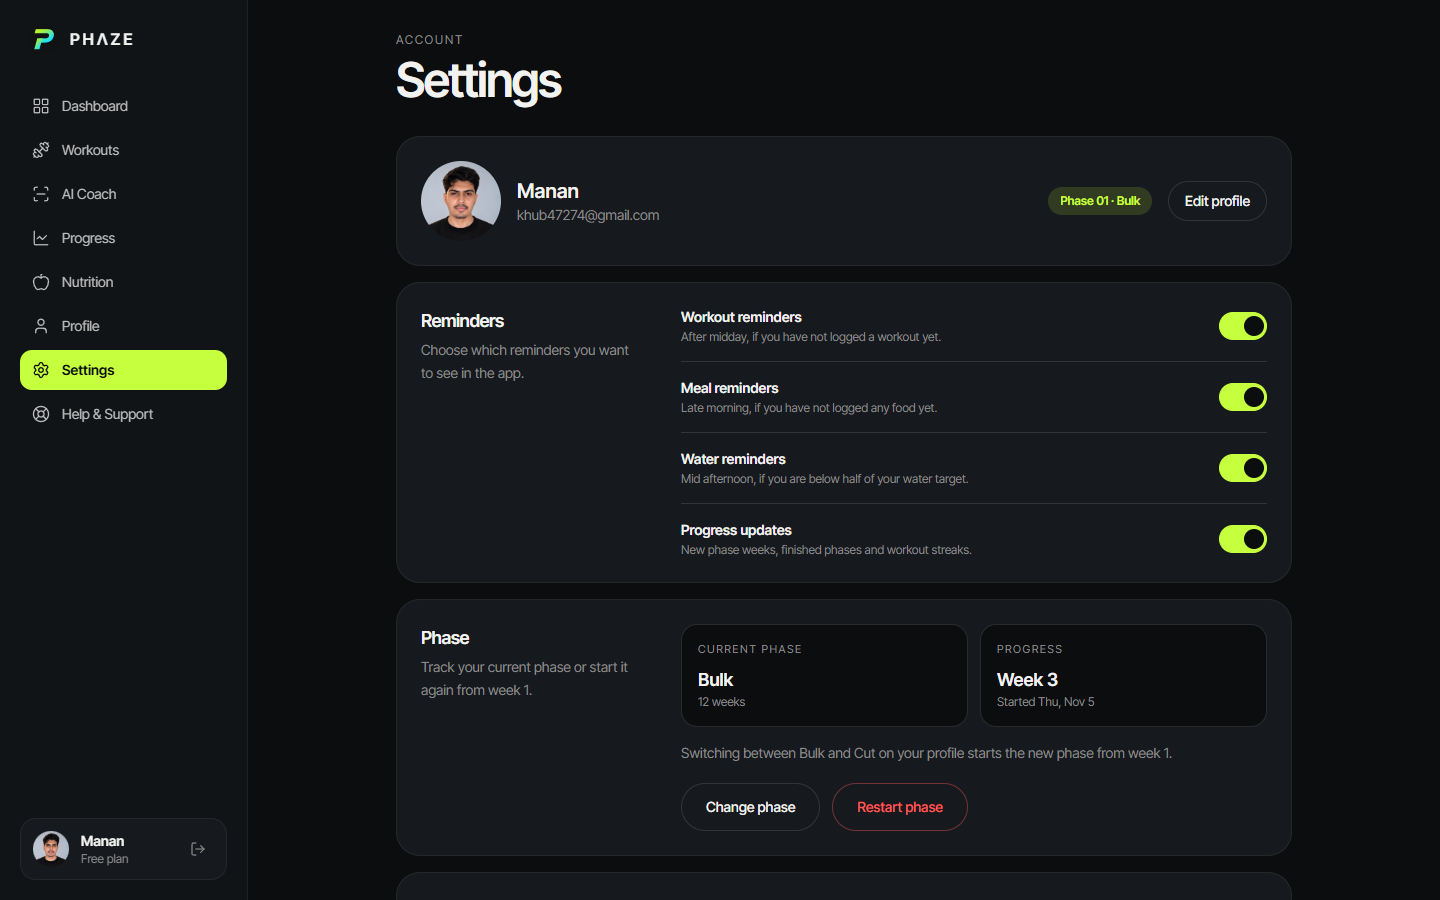 PHΛZE
Dashboard
Workouts
AI Coach
Progress
Nutrition
Profile
Settings
Help & Support
Manan
Free plan
ACCOUNT
Settings
Manan
khub47274@gmail.com
Phase 01 · Bulk
Edit profile
Reminders
Choose which reminders you want
to see in the app.
Workout reminders
After midday, if you have not logged a workout yet.
Meal reminders
Late morning, if you have not logged any food yet.
Water reminders
Mid afternoon, if you are below half of your water target.
Progress updates
New phase weeks, finished phases and workout streaks.
Phase
Track your current phase or start it
again from week 1.
CURRENT PHASE
Bulk
12 weeks
PROGRESS
Week 3
Started Thu, Nov 5
Switching between Bulk and Cut on your profile starts the new phase from week 1.
Change phase
Restart phase